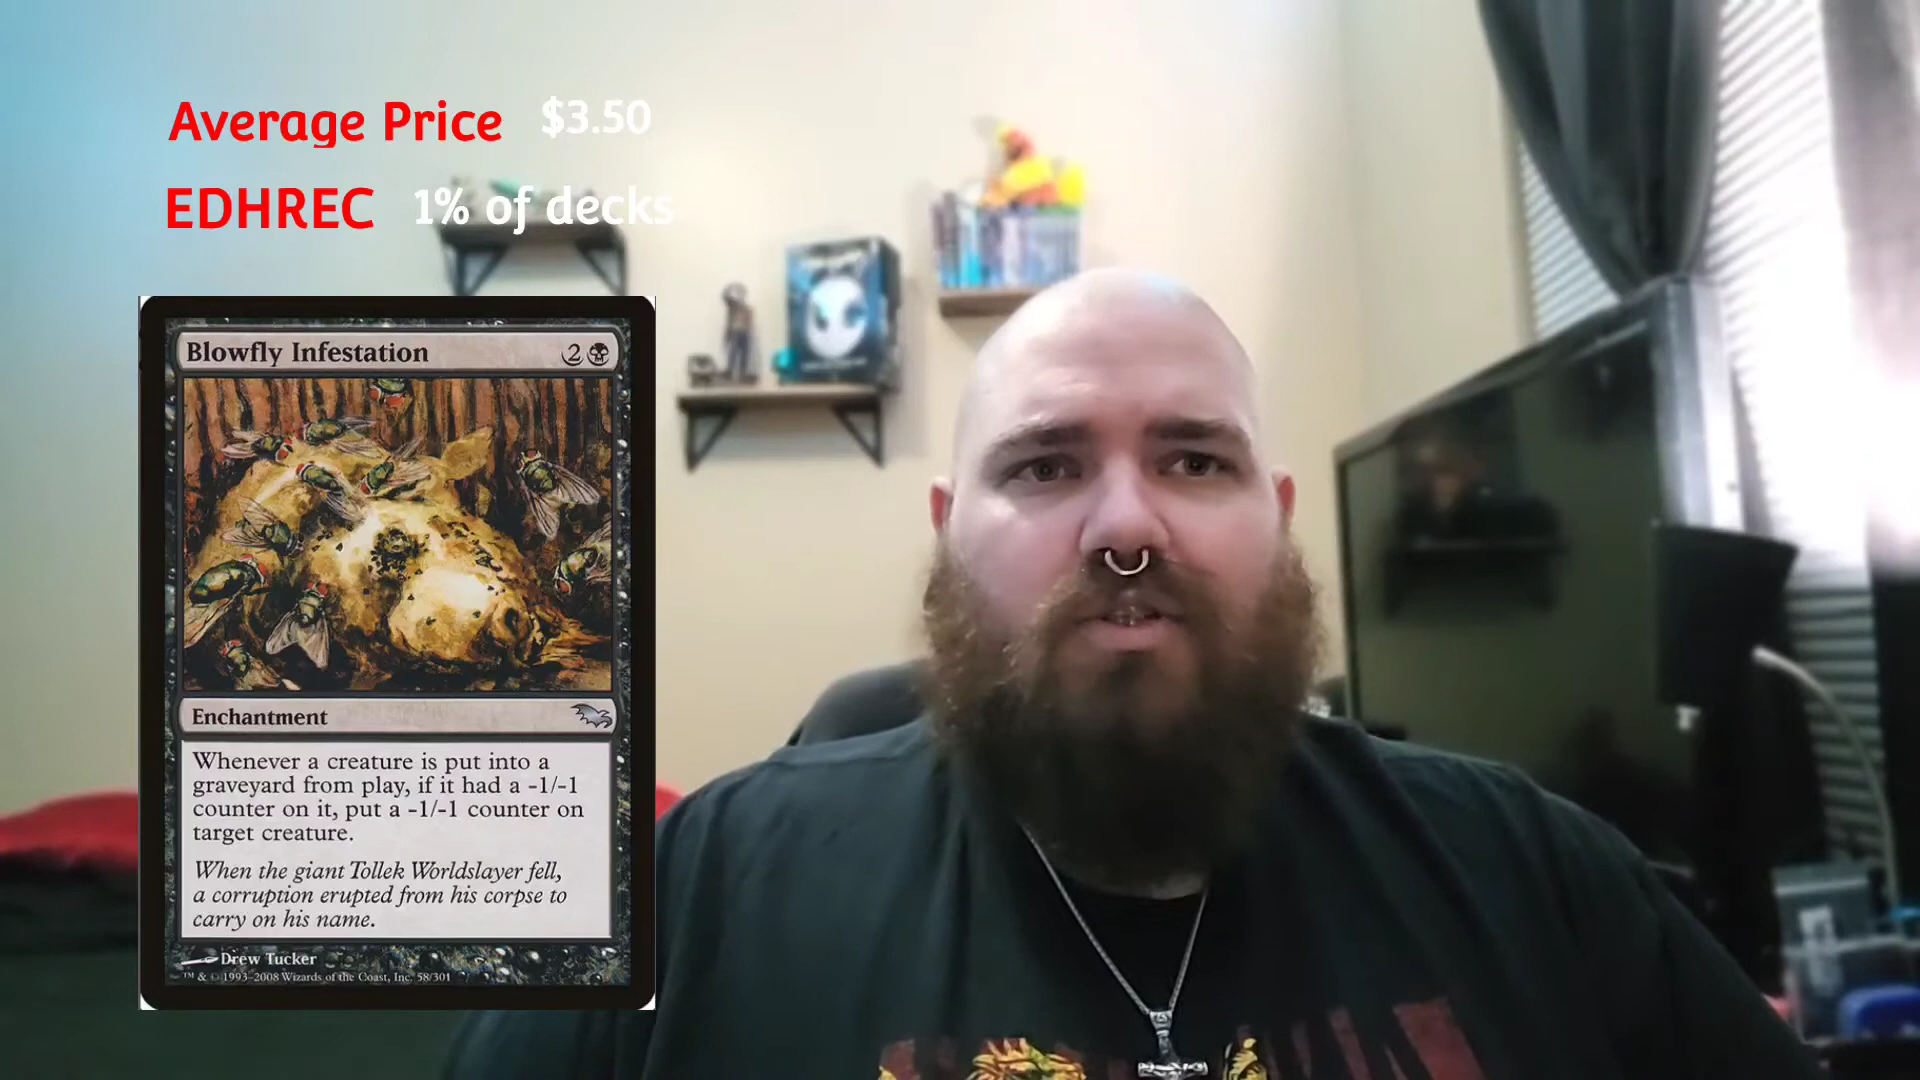 Average Price $3.50
EDHREC 1% of decks
Blowfly Infestation 2
Enchantment
Whenever a creature is put into a
graveyard from play, if it had a -1/-1
counter on it, put a -1/-1 counter on
target creature.
When the giant Tollek Worldslayer fell,
a corruption erupted from his corpse to
carry on his name.
Drew Tucker
™ & © 1993–2008 Wizards of the Coast, Inc. 58/301